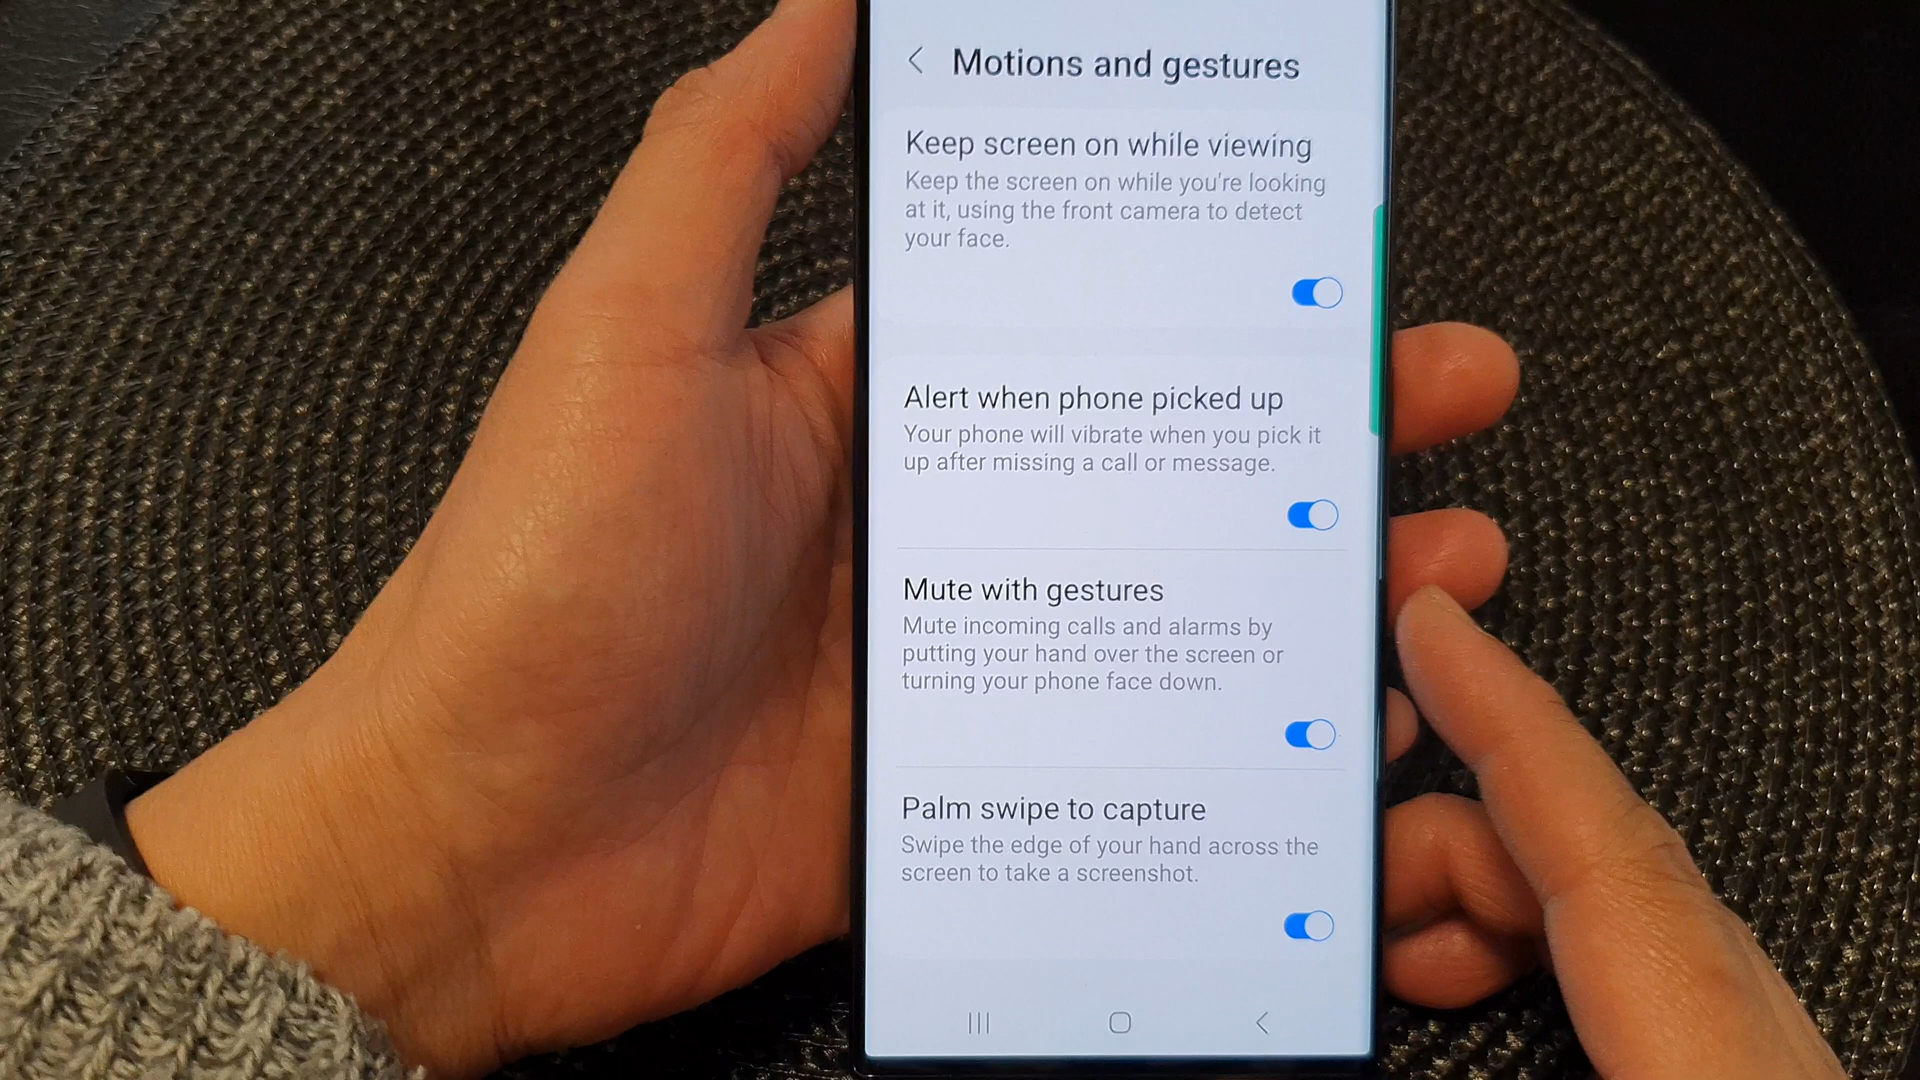 Motions and gestures
Keep screen on while viewing
Keep the screen on while you're looking
at it, using the front camera to detect
your face.
Alert when phone picked up
Your phone will vibrate when you pick it
up after missing a call or message.
Mute with gestures
Mute incoming calls and alarms by
putting your hand over the screen or
turning your phone face down.
Palm swipe to capture
Swipe the edge of your hand across the
screen to take a screenshot.